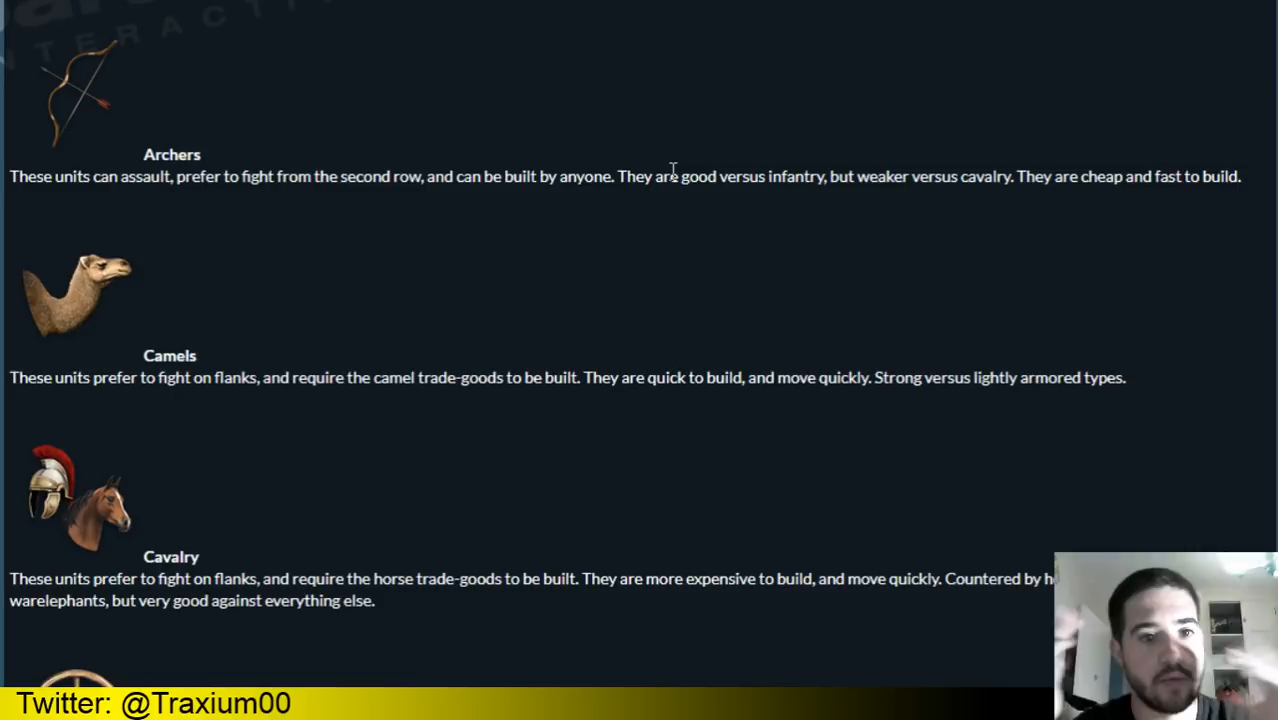 INTERACTIV
Archers
These units can assault, prefer to fight from the second row, and can be built by anyone. They are good versus infantry, but weaker versus cavalry. They are cheap and fast to build.
Camels
These units prefer to fight on flanks, and require the camel trade-goods to be built. They are quick to build, and move quickly. Strong versus lightly armored types.
Cavalry
These units prefer to fight on flanks, and require the horse trade-goods to be built. They are more expensive to build, and move quickly. Countered by
warelephants, but very good against everything else.
Twitter: @Traxium00